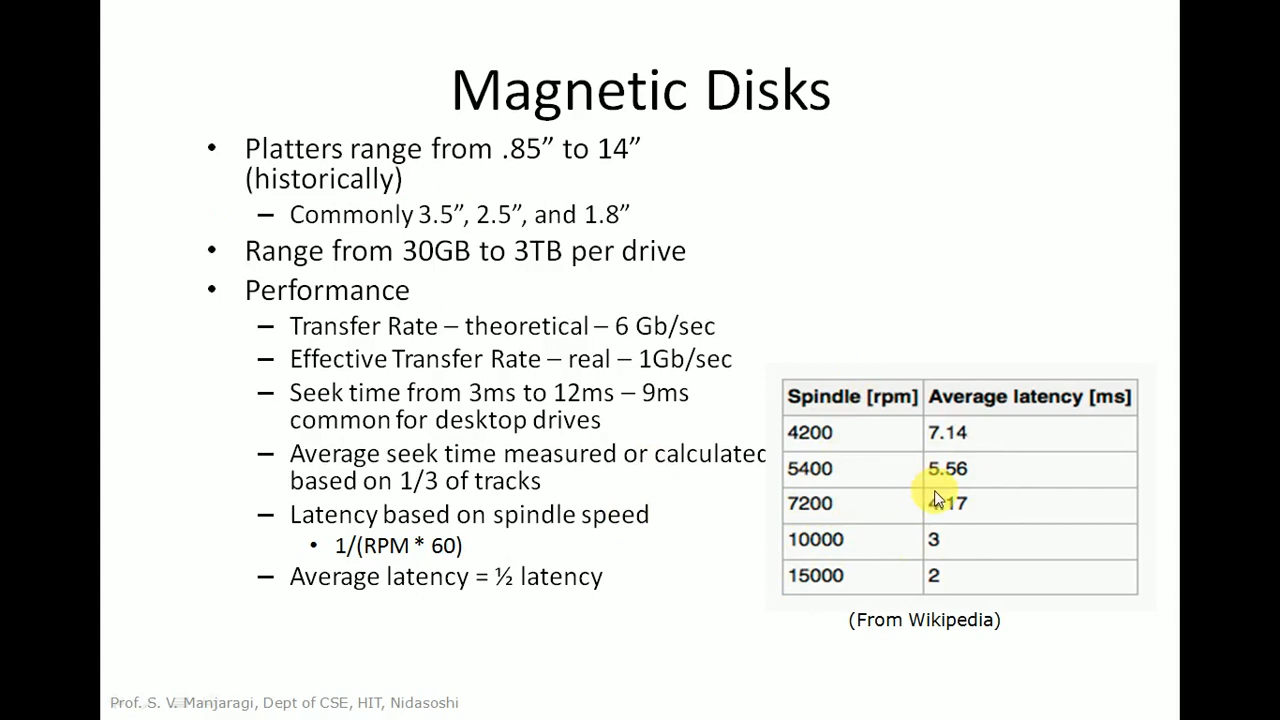 Magnetic Disks
• Platters range from .85” to 14”
(historically)
– Commonly 3.5”, 2.5”, and 1.8”
• Range from 30GB to 3TB per drive
• Performance
– Transfer Rate – theoretical – 6 Gb/sec
– Effective Transfer Rate – real – 1Gb/sec
– Seek time from 3ms to 12ms – 9ms
common for desktop drives
– Average seek time measured or calculated
based on 1/3 of tracks
– Latency based on spindle speed
• 1/(RPM * 60)
– Average latency = ½ latency
Spindle [rpm] Average latency [ms]
4200 7.14
5400 5.56
7200 4.17
10000 3
15000 2
(From Wikipedia)
Prof. S. V. Manjaragi, Dept of CSE, HIT, Nidasoshi